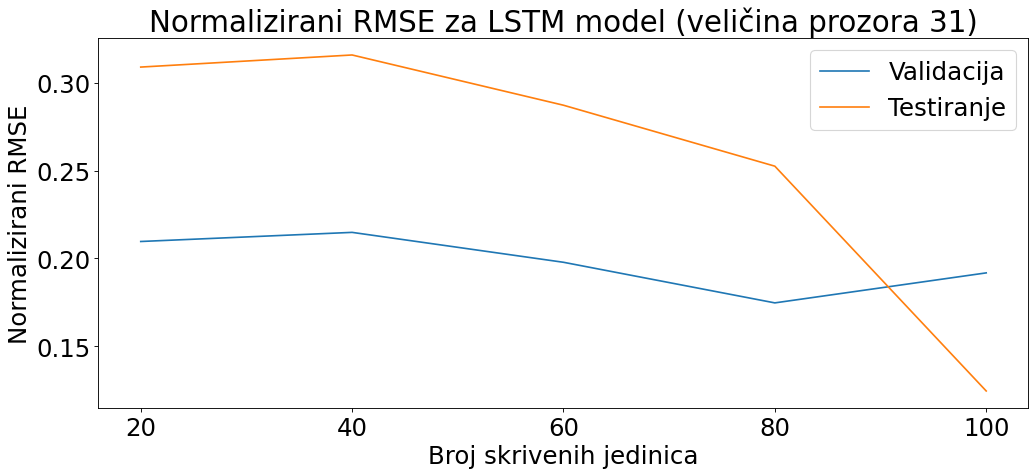 Normalizirani RMSE za LSTM model (veličina prozora 31)
Validacija
Testiranje
Normalizirani RMSE
0.30
0.25
0.20
0.15
20 40 60 80 100
Broj skrivenih jedinica